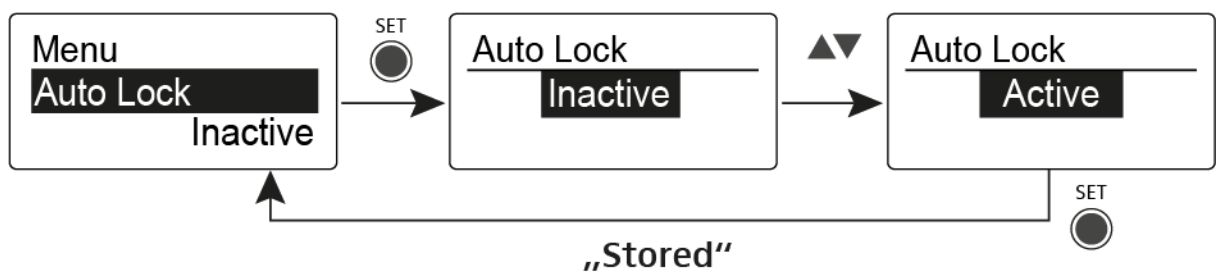 Menu
Auto Lock
Inactive
SET
Auto Lock
Inactive
Auto Lock
Active
SET
„Stored“